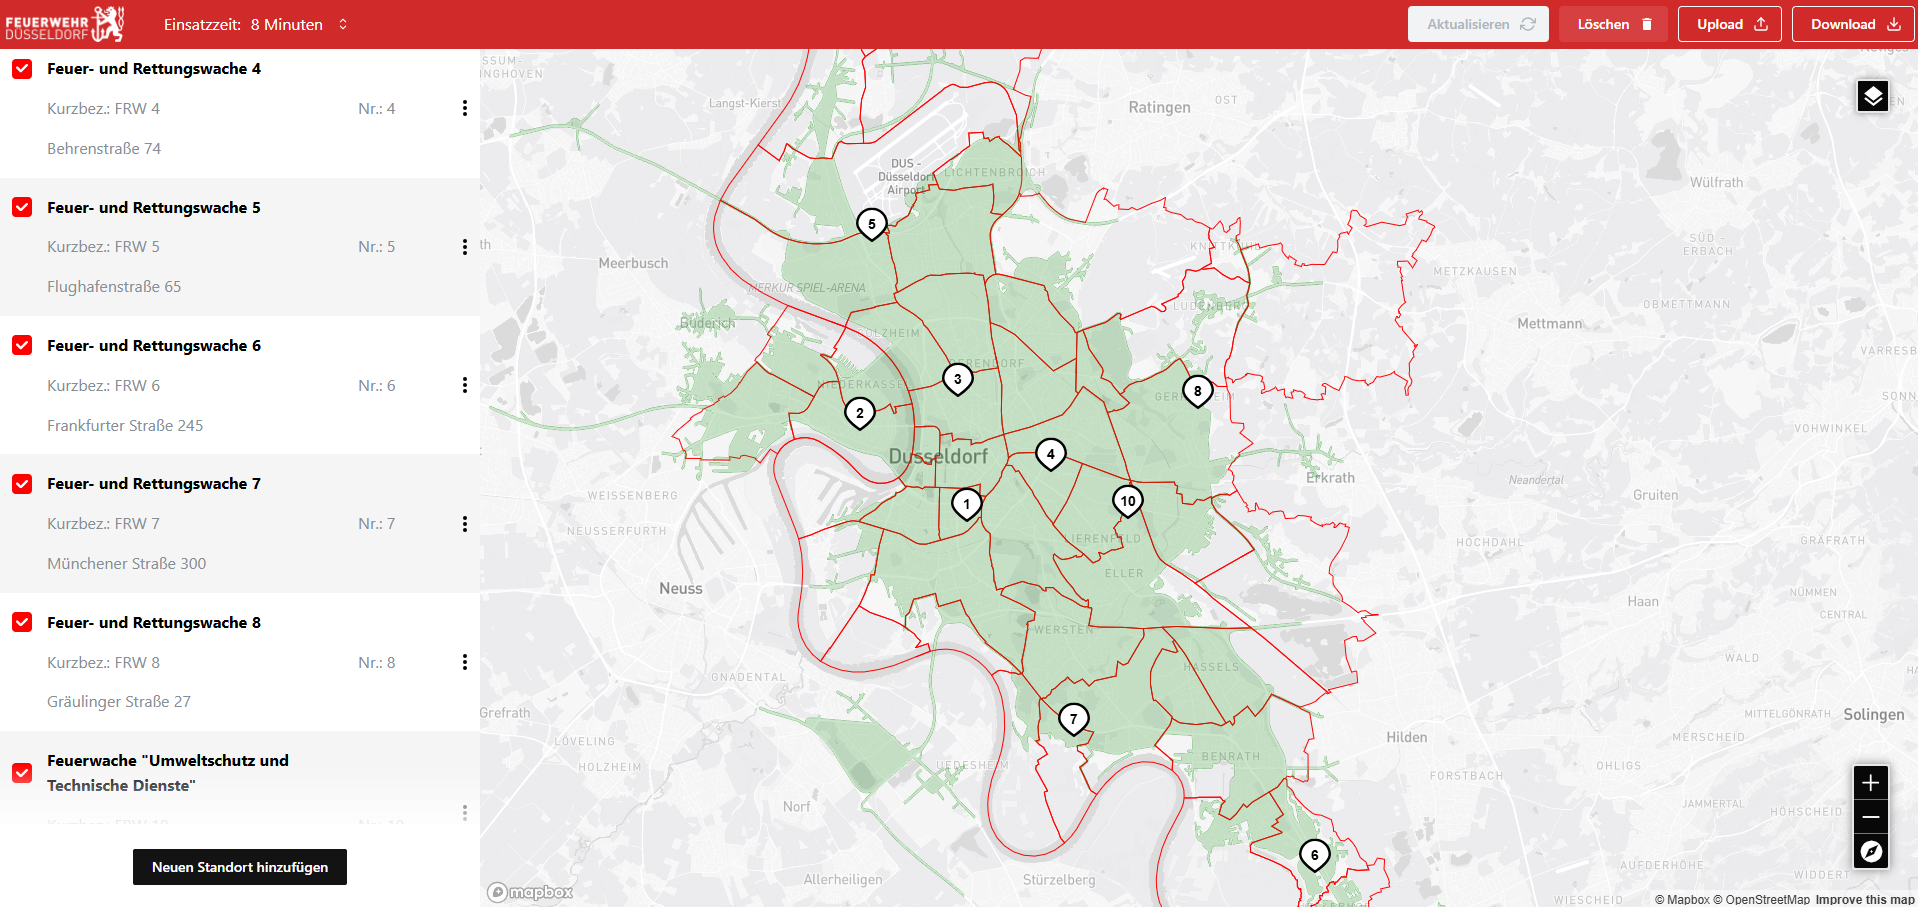 FEUERWEHR
DÜSSELDORF
Einsatzzeit: 8 Minuten
Aktualisieren
Löschen
Upload
Download
Feuer- und Rettungswache 4
Kurzbez.: FRW 4 Nr.: 4
Behrenstraße 74
Feuer- und Rettungswache 5
Kurzbez.: FRW 5 Nr.: 5
Flughafenstraße 65
Feuer- und Rettungswache 6
Kurzbez.: FRW 6 Nr.: 6
Frankfurter Straße 245
Feuer- und Rettungswache 7
Kurzbez.: FRW 7 Nr.: 7
Münchener Straße 300
Feuer- und Rettungswache 8
Kurzbez.: FRW 8 Nr.: 8
Gräulinger Straße 27
Feuerwache "Umweltschutz und
Technische Dienste"
Kurzbez.: FRW 10 Nr.: 10
Neuen Standort hinzufügen
Langst-Kierst
Ratingen
OST
DUS -
Düsseldorf
Airport
LICHTENBROICH
Wülfrath
5
Meerbusch
SÜD -
ERBACH
METZKAUSEN
MERKUR SPIEL-ARENA
OBMETTMANN
Büderich
Mettmann
VARRESB
3
NIEDERKASSEL
8
2
SONN
VOHWINKEL
Düsseldorf
4
Erkrath
Neandertal
Gruiten
WEISSENBERG
1
10
NEUSSERFURTH
LIERENFELD
HOCHDAHL
GRÄFRATH
ELLER
Neuss
NÜMMEN
Haan
CENTRAL
WERSTEN
WALD
HASSELS
GNADENTAL
Grefrath
7
MITTELGÖNRATH
Solingen
LÖVELING
Hilden
MERSCHEID
BENRATH
HOLZHEIM
UEDESHEIM
OHLIGS
FORSTBACH
Norf
JAMMERTAL
HÖHSCHEID
6
AUFDERHÖHE
WIDDERT
Allerheiligen
Stürzelberg
WIESCHEID
mapbox
© Mapbox © OpenStreetMap Improve this map